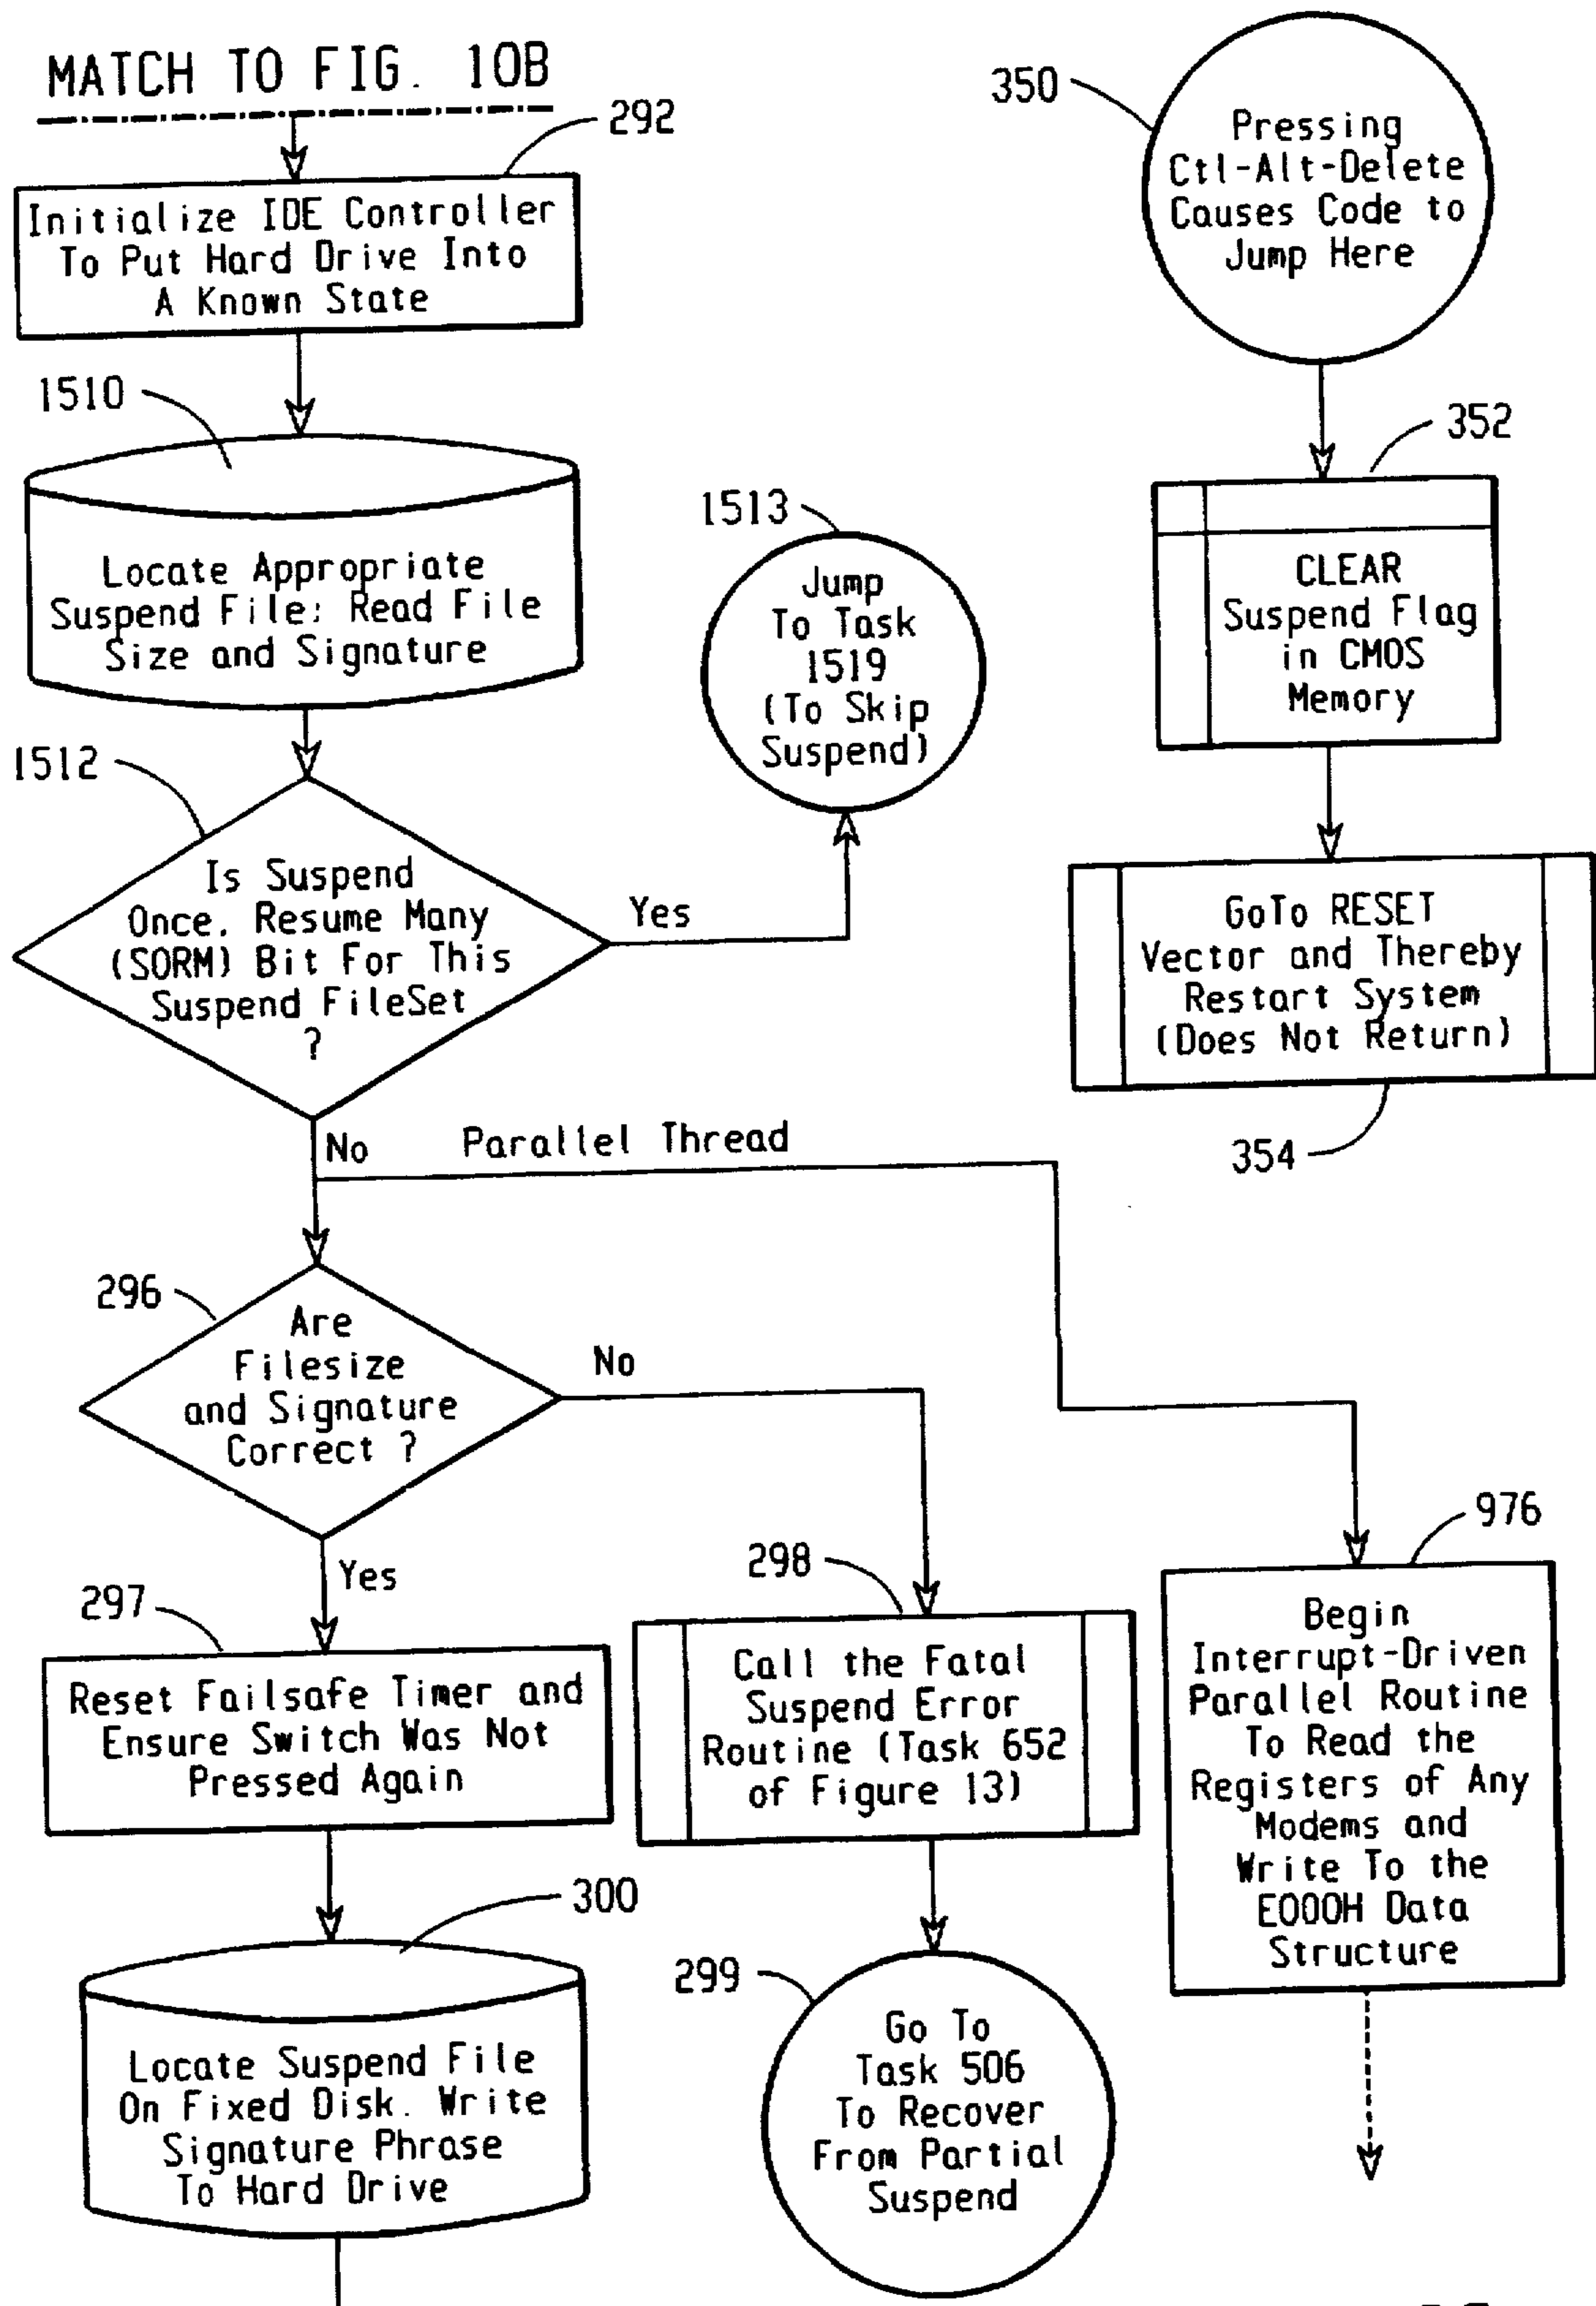 MATCH TO FIG. 10B
292
Initialize IDE Controller
To Put Hard Drive Into
A Known State
1510
Locate Appropriate
Suspend File; Read File
Size and Signature
1512
Is Suspend
Once, Resume Many
(SORM) Bit For This
Suspend FileSet
?
Yes
1513
Jump
To Task
1519
(To Skip
Suspend)
No
Parallel Thread
296
Are
Filesize
and Signature
Correct ?
No
Yes
297
Reset Failsafe Timer and
Ensure Switch Was Not
Pressed Again
300
Locate Suspend File
On Fixed Disk. Write
Signature Phrase
To Hard Drive
298
Call the Fatal
Suspend Error
Routine (Task 652
of Figure 13)
299
Go To
Task 506
To Recover
From Partial
Suspend
350
Pressing
Ctl-Alt-Delete
Causes Code to
Jump Here
352
CLEAR
Suspend Flag
in CMOS
Memory
GoTo RESET
Vector and Thereby
Restart System
(Does Not Return)
354
976
Begin
Interrupt-Driven
Parallel Routine
To Read the
Registers of Any
Modems and
Write To the
E000H Data
Structure